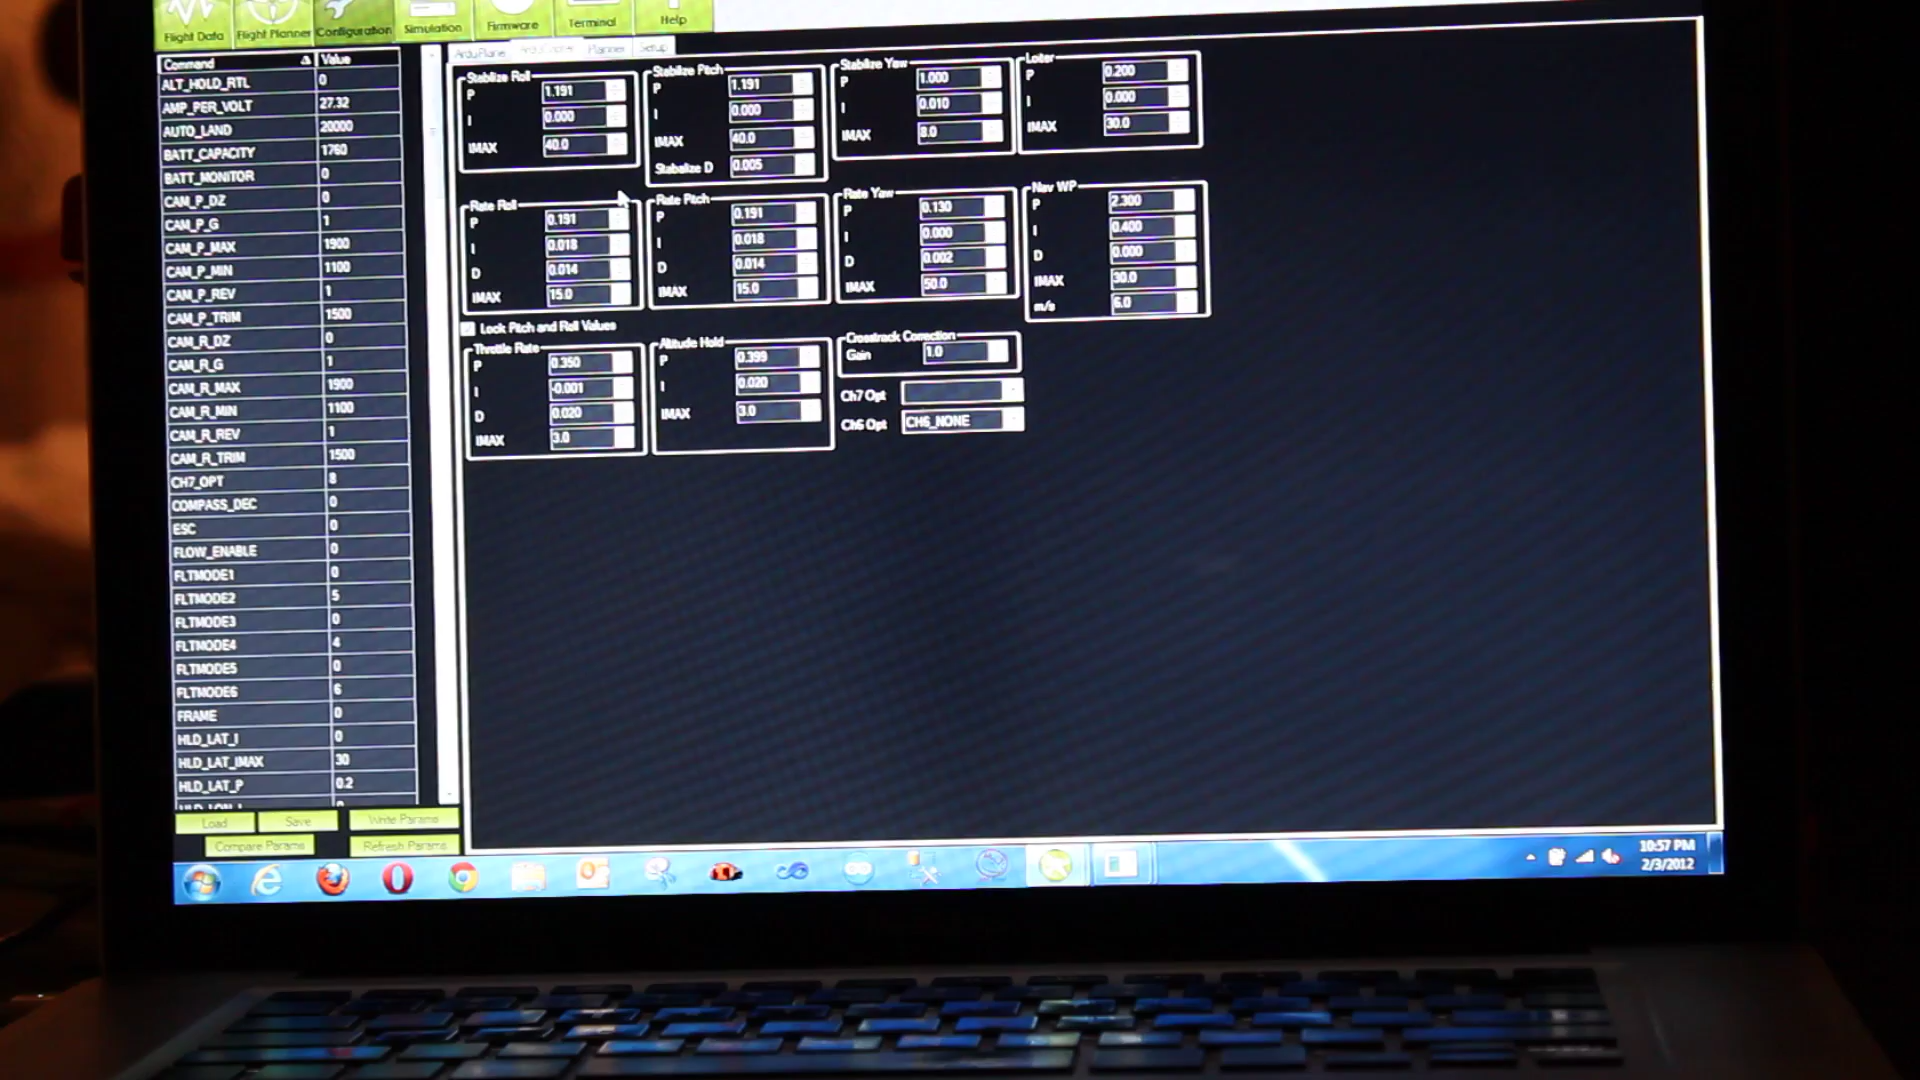 Flight Data Flight Planner Configuration Simulation Firmware Terminal Help
Command Value
ALT_HOLD_RTL 0
AMP_PER_VOLT 27.32
AUTO_LAND 20000
BATT_CAPACITY 1760
BATT_MONITOR 0
CAM_P_DZ 0
CAM_P_G 1
CAM_P_MAX 1900
CAM_P_MIN 1100
CAM_P_REV 1
CAM_P_TRIM 1500
CAM_R_DZ 0
CAM_R_G 1
CAM_R_MAX 1900
CAM_R_MIN 1100
CAM_R_REV 1
CAM_R_TRIM 1500
CH7_OPT 8
COMPASS_DEC 0
ESC 0
FLOW_ENABLE 0
FLTMODE1 0
FLTMODE2 5
FLTMODE3 0
FLTMODE4 4
FLTMODE5 0
FLTMODE6 6
FRAME 0
HLD_LAT_I 0
HLD_LAT_IMAX 30
HLD_LAT_P 0.2
HLD_LON_I 0
Load Save Write Params
Compare Params Refresh Params
ArduPlane ArduCopter Planner Setup
Stabilize Roll
P 1.191
I 0.000
IMAX 40.0
Stabilize Pitch
P 1.191
I 0.000
IMAX 40.0
Stabalize D 0.005
Stabilize Yaw
P 1.000
I 0.010
IMAX 8.0
Loiter
P 0.200
I 0.000
IMAX 30.0
Rate Roll
P 0.191
I 0.018
D 0.014
IMAX 15.0
Rate Pitch
P 0.191
I 0.018
D 0.014
IMAX 15.0
Rate Yaw
P 0.130
I 0.000
D 0.002
IMAX 50.0
Nav WP
P 2.300
I 0.400
D 0.000
IMAX 30.0
m/s 6.0
Lock Pitch and Roll Values
Throttle Rate
P 0.350
I -0.001
D 0.020
IMAX 3.0
Altitude Hold
P 0.399
I 0.020
IMAX 3.0
Crosstrack Correction
Gain 1.0
Ch7 Opt
Ch6 Opt CH6_NONE
10:57 PM
2/3/2012